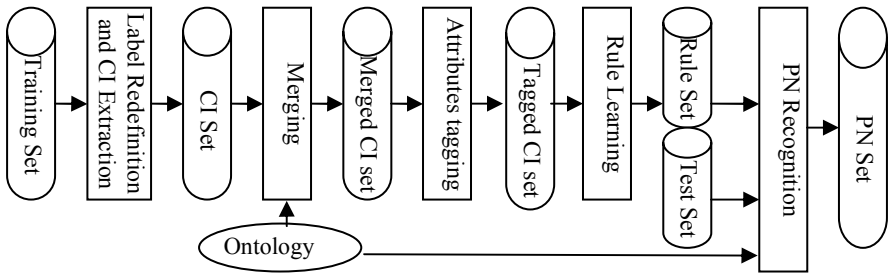 Training Set
Label Redefinition
and CI Extraction
CI Set
Merging
Merged CI set
Attributes tagging
Tagged CI set
Rule Learning
Rule Set
Test Set
PN Recognition
PN Set
Ontology